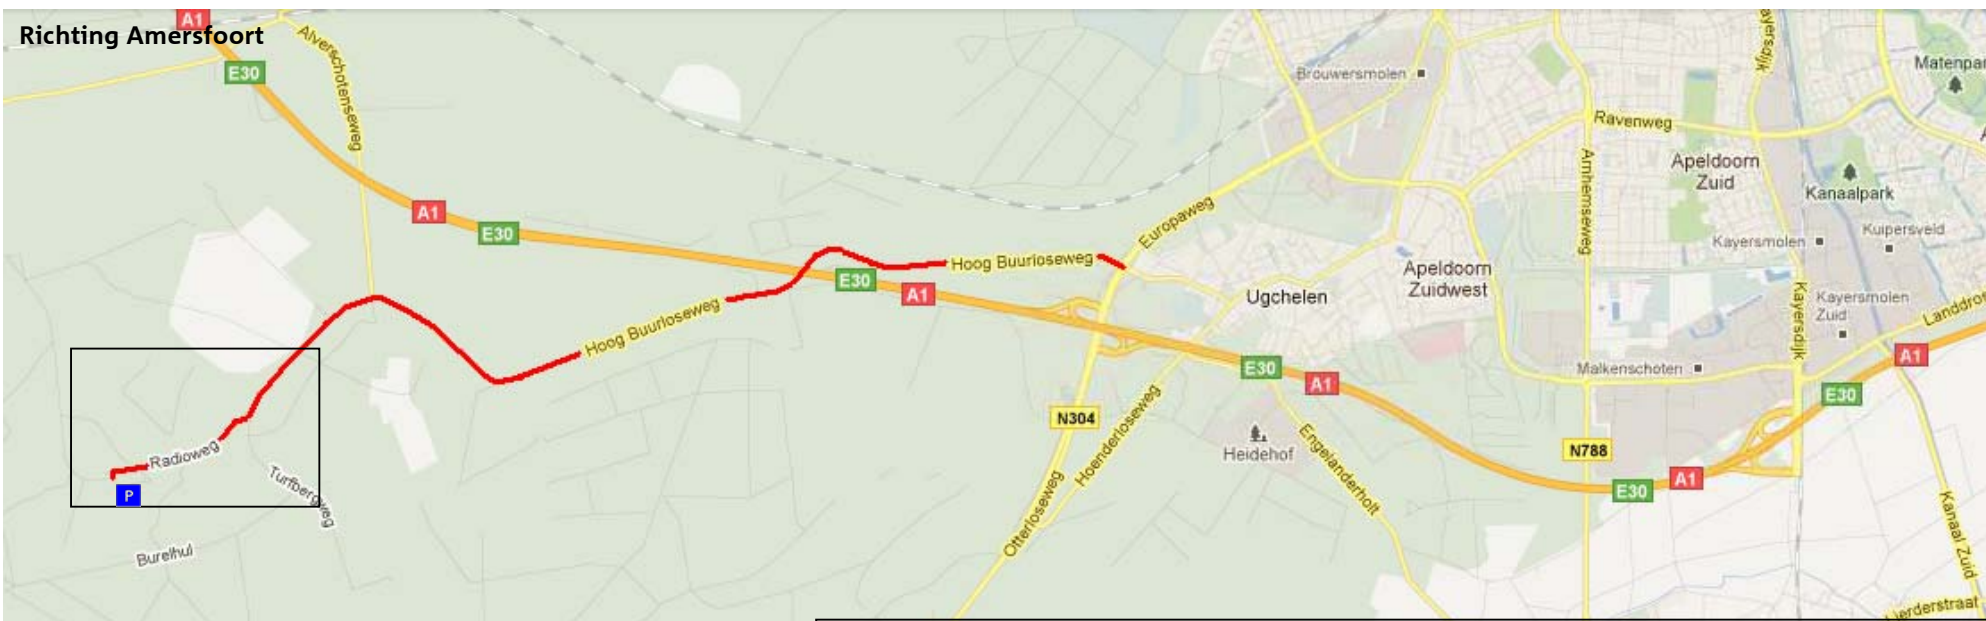 A1
Richting Amersfoort
E30
Alverschotenseweg
Brouwersmolen
Matenpar
Ravenweg
Arnhemseweg
Apeldoorn
Zuid
Kanaalpark
A1
E30
Europaweg
Kayersmolen
Kuipersveld
Hoog Buurloseweg
E30
A1
Apeldoorn
Zuidwest
Ugchelen
Kayersmolen
Zuid
Kayersdijk
Landdros
Hoog Buurloseweg
E30
A1
Malkenschoten
A1
E30
N304
Hoenderloseweg
Heidehof
Engelanderholt
N788
Radioweg
P
Turfbergweg
E30
A1
Otterloseweg
Burelhul
Kanaal Zuid